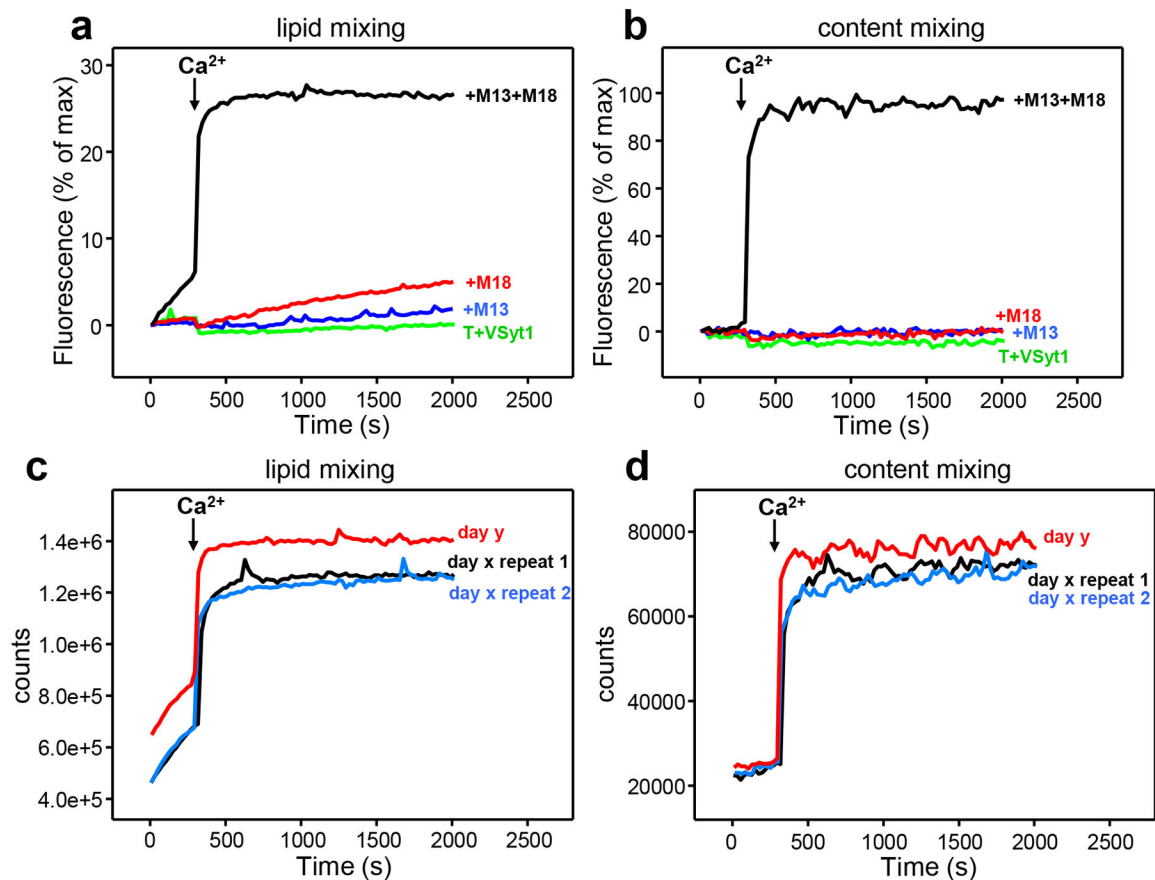 a
lipid mixing
Fluorescence (% of max)
30
20
10
0
Ca2+
+M13+M18
+M18
+M13
T+VSyt1
0 500 1000 1500 2000 2500
Time (s)
b
content mixing
Fluorescence (% of max)
100
80
60
40
20
0
Ca2+
+M13+M18
+M18
+M13
T+VSyt1
0 500 1000 1500 2000 2500
Time (s)
c
lipid mixing
counts
1.4e+6
1.2e+6
1.0e+6
8.0e+5
6.0e+5
4.0e+5
Ca2+
day y
day x repeat 1
day x repeat 2
0 500 1000 1500 2000 2500
Time (s)
d
content mixing
counts
80000
60000
40000
20000
Ca2+
day y
day x repeat 1
day x repeat 2
0 500 1000 1500 2000 2500
Time (s)